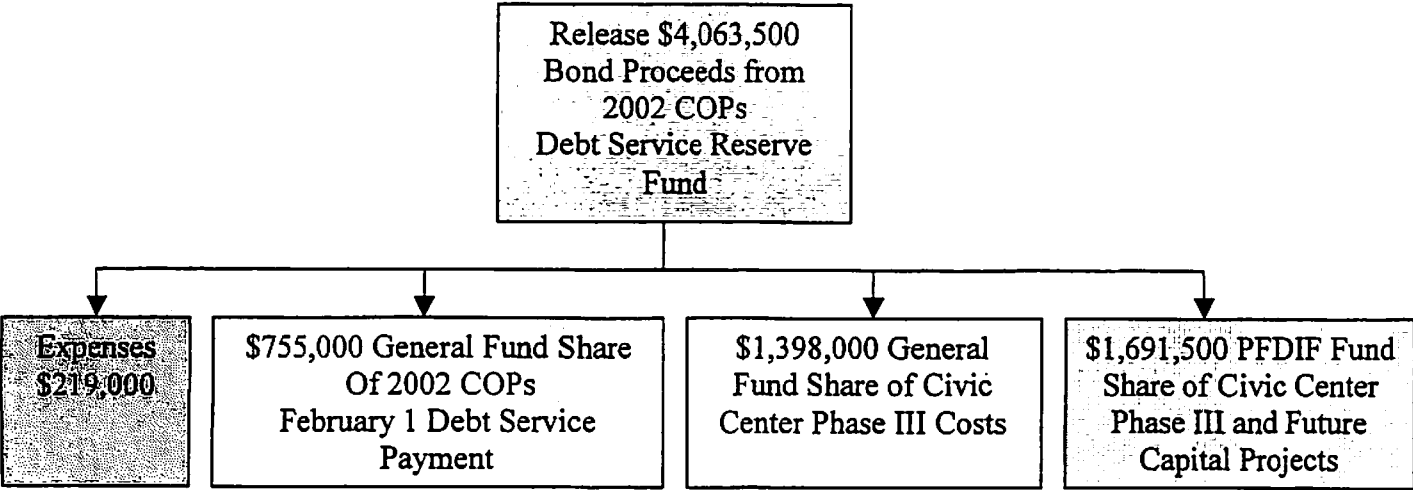 Release $4,063,500
Bond Proceeds from
2002 COPs
Debt Service Reserve
Fund
Expenses
$219,000
$755,000 General Fund Share
Of 2002 COPs
February 1 Debt Service
Payment
$1,398,000 General
Fund Share of Civic
Center Phase III Costs
$1,691,500 PFDIF Fund
Share of Civic Center
Phase III and Future
Capital Projects